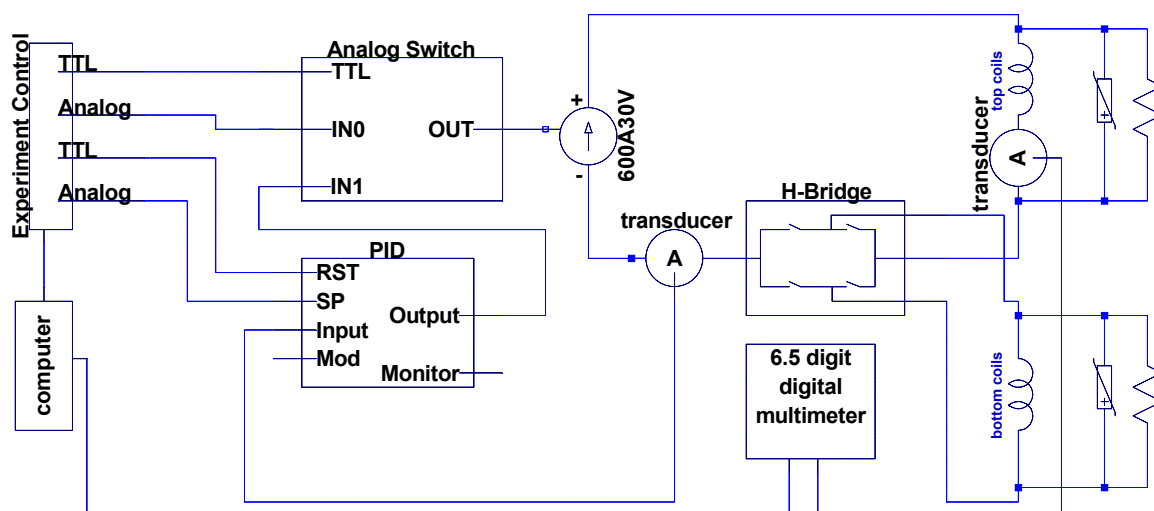 Experiment Control
TTL
Analog
TTL
Analog
computer
Analog Switch
TTL
IN0
OUT
IN1
PID
RST
SP
Input
Output
Mod
Monitor
+
-
600A30V
transducer
A
H-Bridge
6.5 digit
digital
multimeter
top coils
transducer
A
+
bottom coils
+